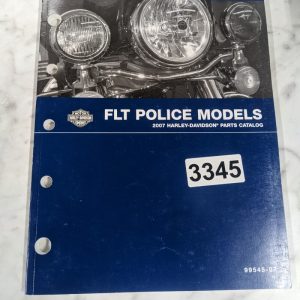 FLT POLICE MODELS
2007 HARLEY-DAVIDSON® PARTS CATALOG
3345